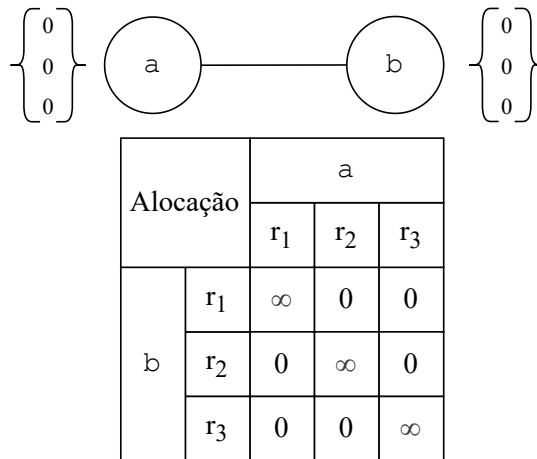 0 0
a b
0 0
0 0
Alocação a
r1 r2 r3
b r1 ∞ 0 0
r2 0 ∞ 0
r3 0 0 ∞